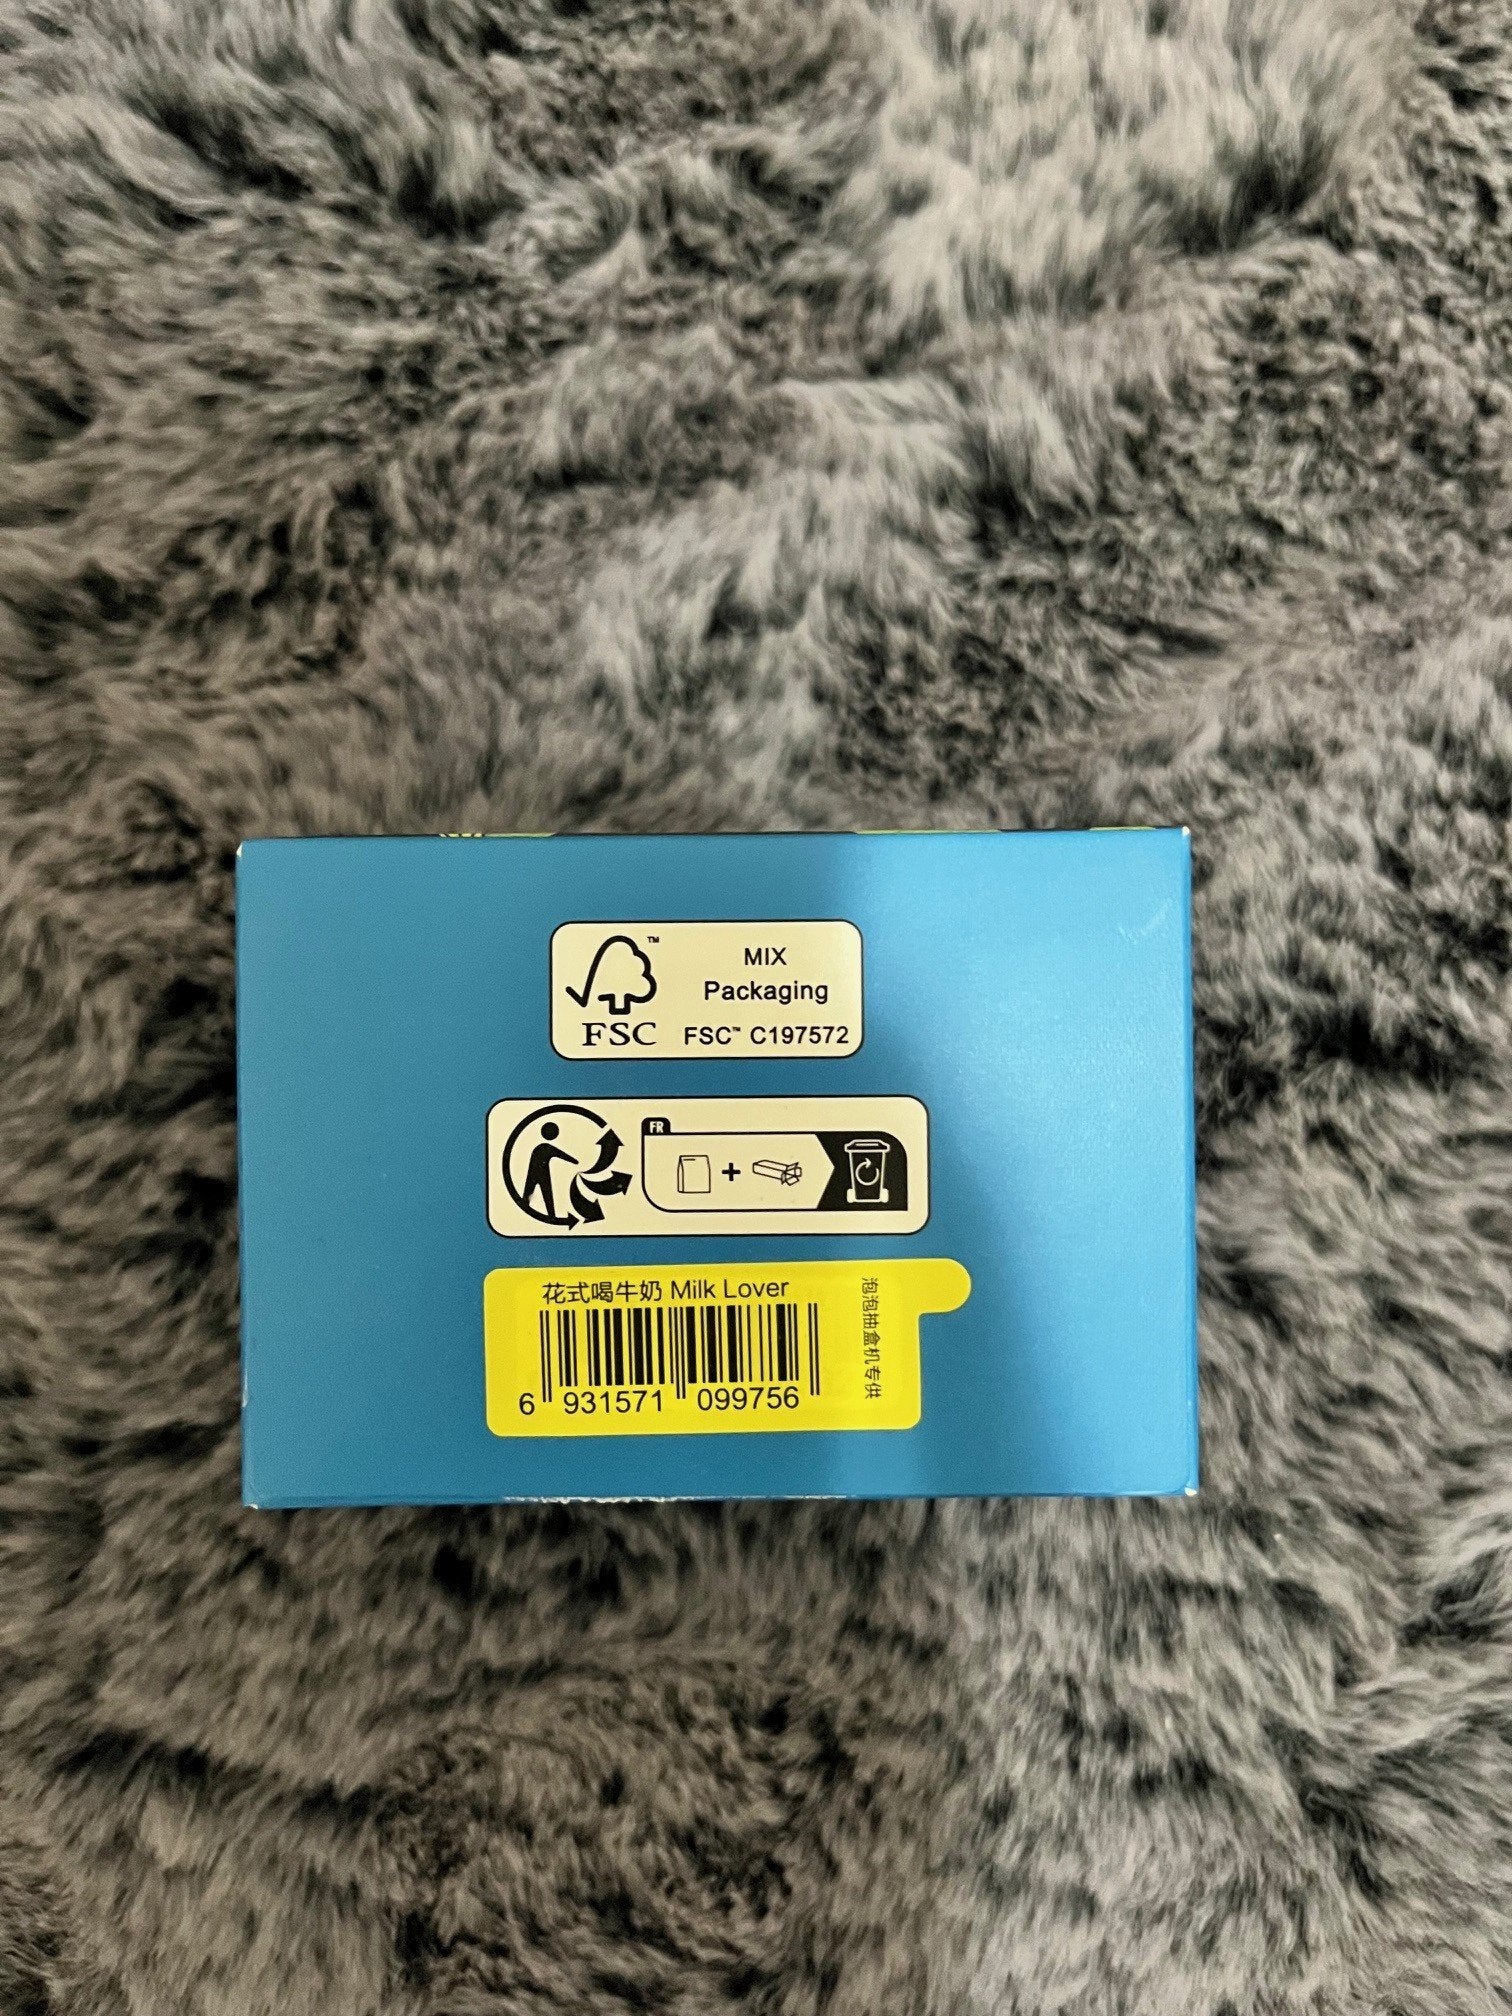 FSC™
MIX
Packaging
FSC™ C197572
FR
花式喝牛奶 Milk Lover
6 931571 099756
泡泡抽盒机专供